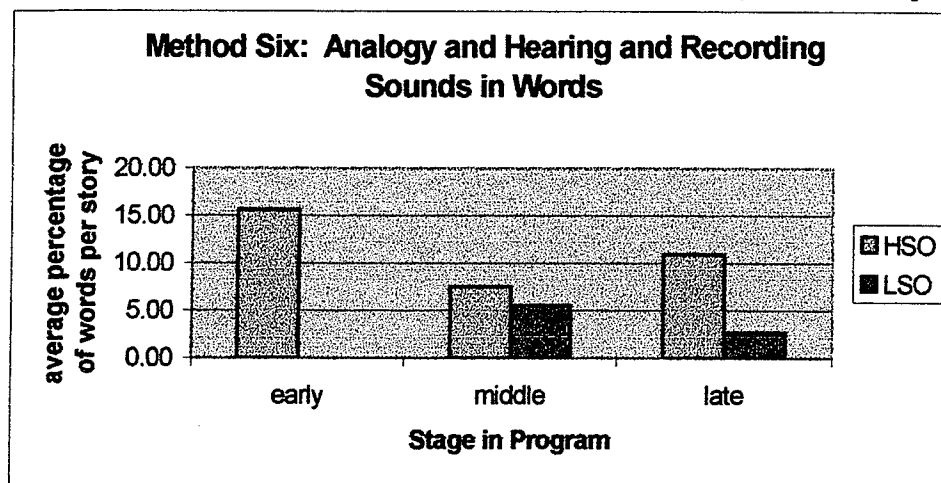 Method Six: Analogy and Hearing and Recording
Sounds in Words
average percentage
of words per story
20.00
15.00
10.00
5.00
0.00
early
middle
late
Stage in Program
HSO
LSO